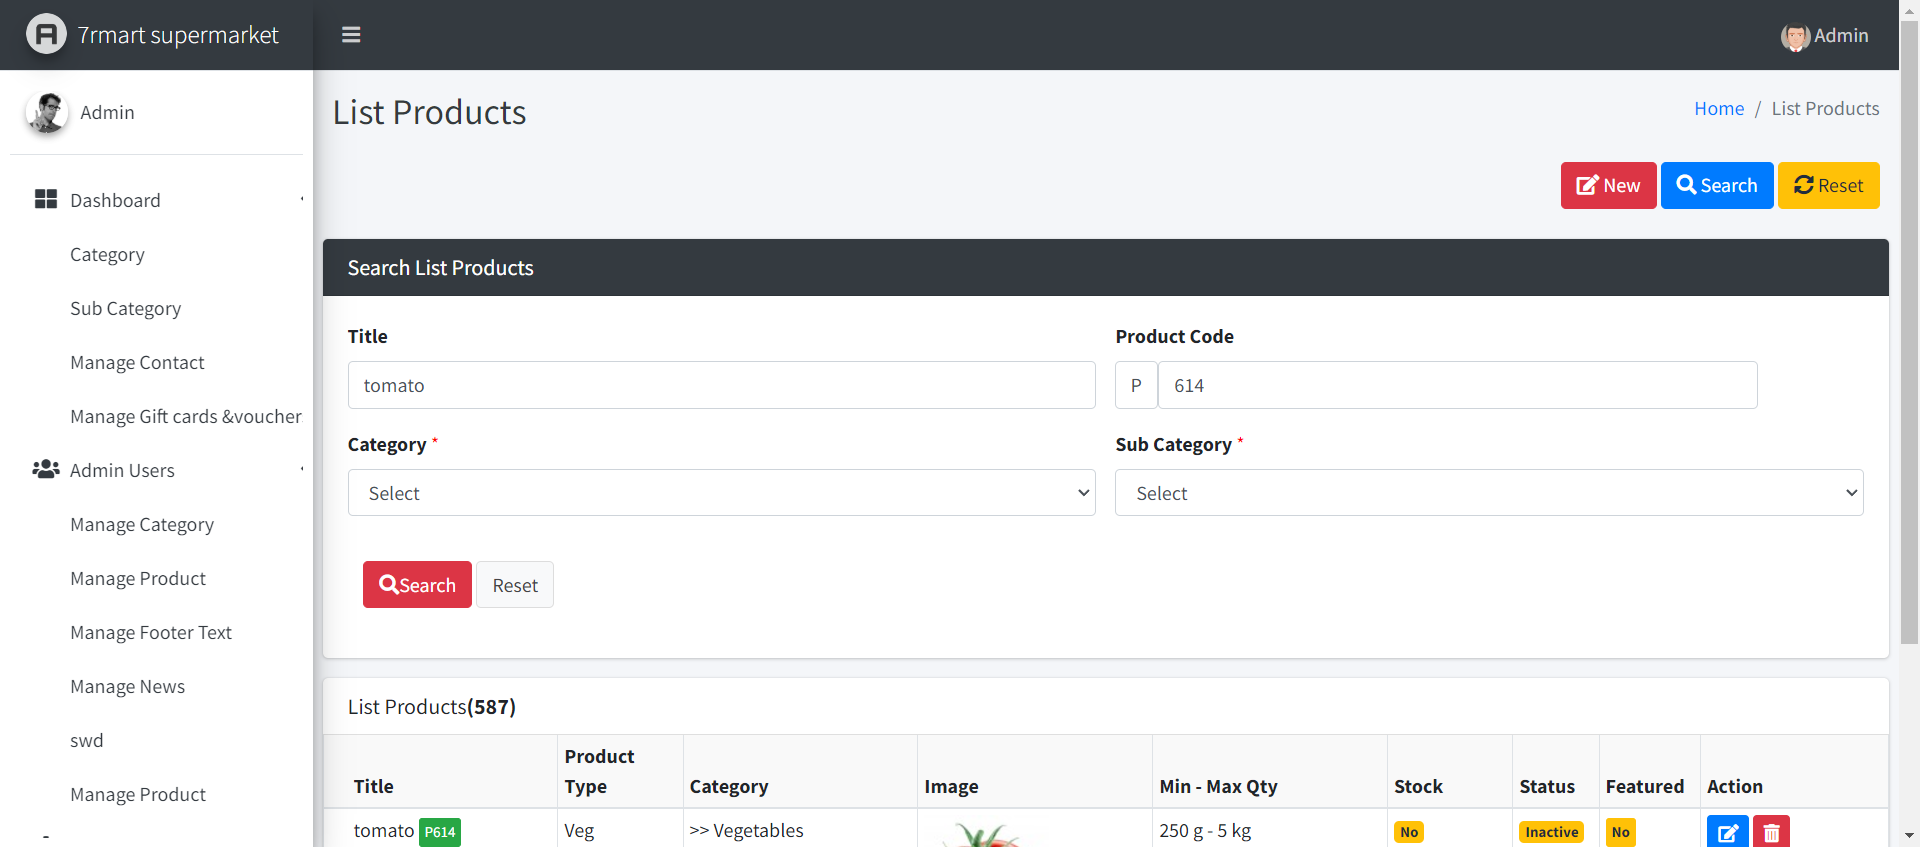 7rmart supermarket
Admin
Admin
List Products
Home / List Products
New
Search
Reset
Dashboard
Category
Sub Category
Manage Contact
Manage Gift cards &voucher
Admin Users
Manage Category
Manage Product
Manage Footer Text
Manage News
swd
Manage Product
Search List Products
Title
Product Code
tomato
P 614
Category *
Sub Category *
Select
Select
Search
Reset
List Products(587)
Title
Product Type
Category
Image
Min - Max Qty
Stock
Status
Featured
Action
tomato P614
Veg
>> Vegetables
250 g - 5 kg
No
Inactive
No